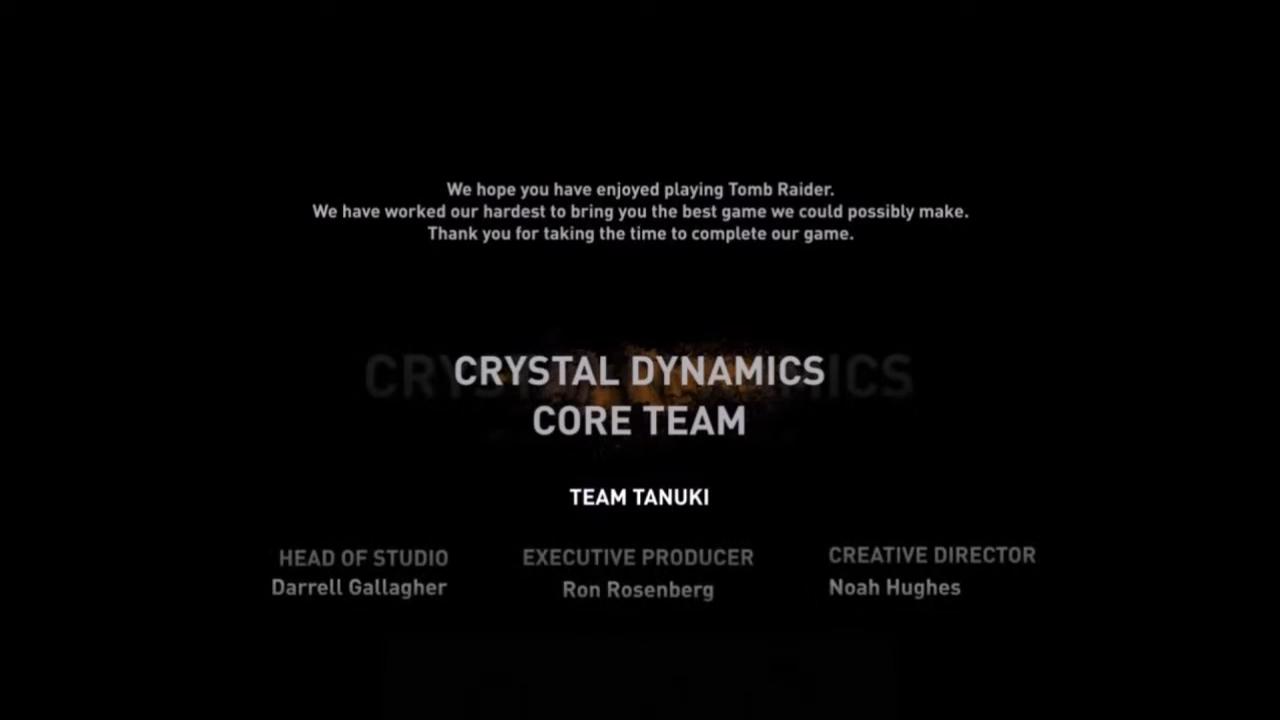 We hope you have enjoyed playing Tomb Raider.
We have worked our hardest to bring you the best game we could possibly make.
Thank you for taking the time to complete our game.
CRYSTAL DYNAMICS
CORE TEAM
TEAM TANUKI
HEAD OF STUDIO
Darrell Gallagher
EXECUTIVE PRODUCER
Ron Rosenberg
CREATIVE DIRECTOR
Noah Hughes